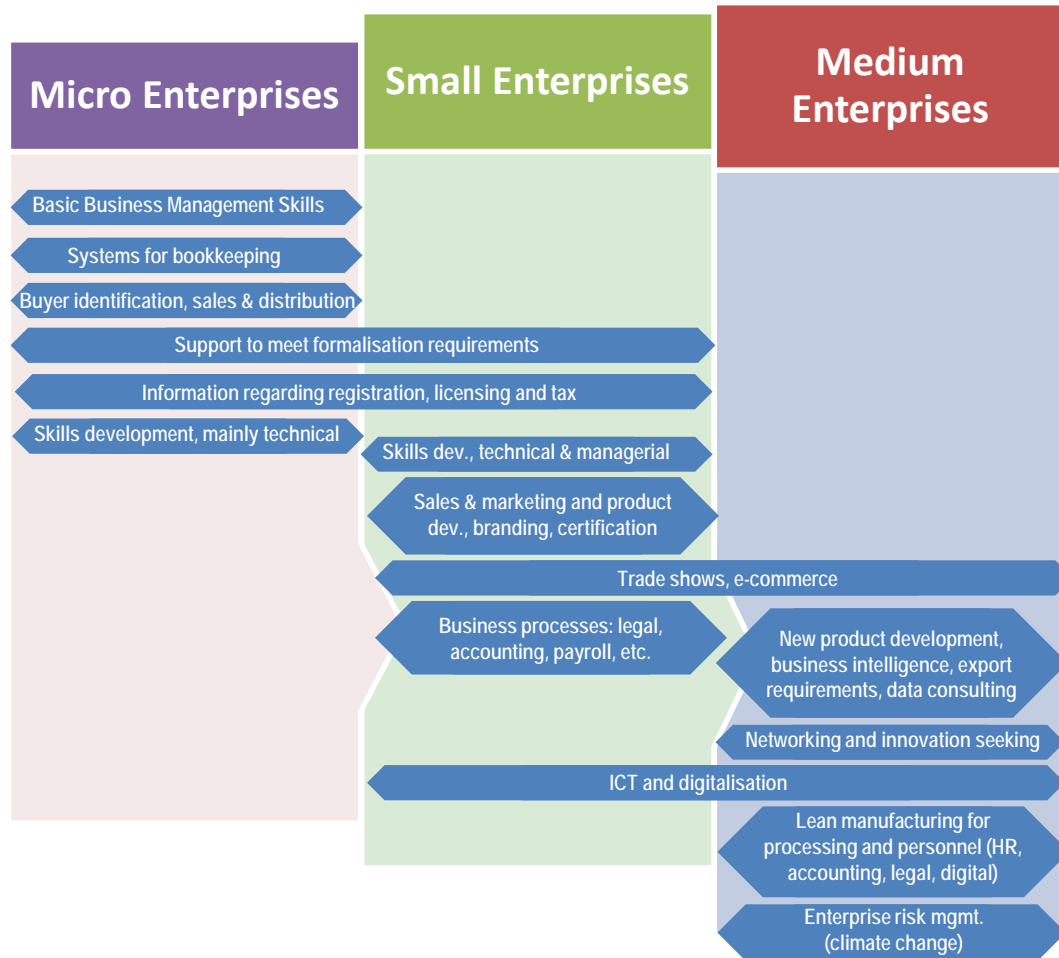 Micro Enterprises
Small Enterprises
Medium
Enterprises
Basic Business Management Skills
Systems for bookkeeping
Buyer identification, sales & distribution
Support to meet formalisation requirements
Information regarding registration, licensing and tax
Skills development, mainly technical
Skills dev., technical & managerial
Sales & marketing and product
dev., branding, certification
Trade shows, e-commerce
Business processes: legal,
accounting, payroll, etc.
New product development,
business intelligence, export
requirements, data consulting
Networking and innovation seeking
ICT and digitalisation
Lean manufacturing for
processing and personnel (HR,
accounting, legal, digital)
Enterprise risk mgmt.
(climate change)